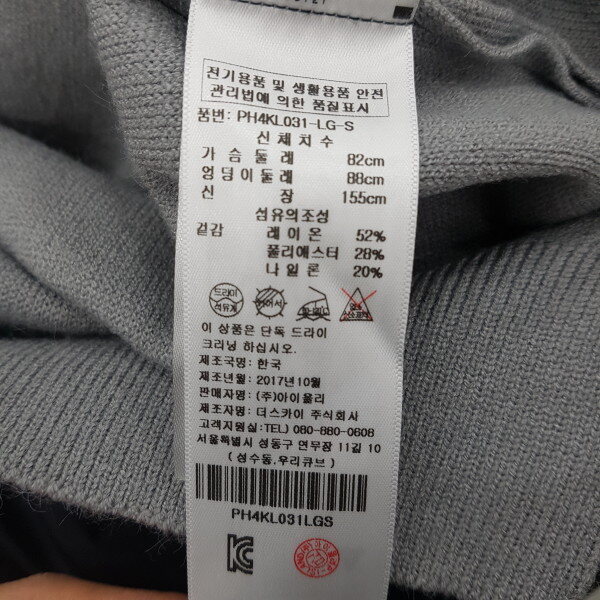 전기용품 및 생활용품 안전
관리법에 의한 품질표시
품번: PH4KL031-LG-S
신체치수
가슴둘레 82cm
엉덩이둘레 88cm
신 장 155cm
섬유의조성
겉감 레이온 52%
폴리에스터 28%
나일론 20%
드라이
석유계
이 상품은 단독 드라이
크리닝 하십시오.
제조국명: 한국
제조년월: 2017년10월
판매자명: (주)아이올리
제조자명: 더스카이 주식회사
고객지원실:TEL) 080-880-0608
서울특별시 성동구 연무장 11길 10
(성수동,우리큐브)
PH4KL031LGS